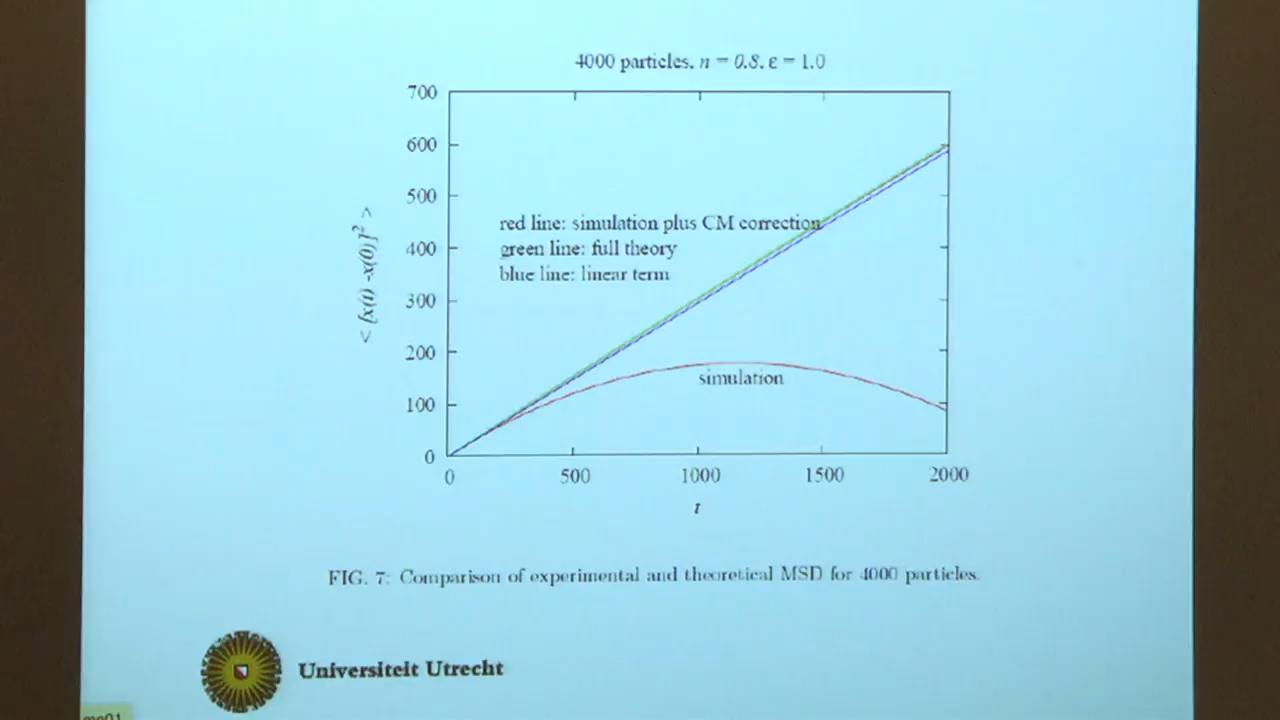 4000 particles, n = 0.8, ε = 1.0
700
600
500
400
300
200
100
0
< [x(t) -x(0)]² >
red line: simulation plus CM correction
green line: full theory
blue line: linear term
simulation
0 500 1000 1500 2000
t
FIG. 7: Comparison of experimental and theoretical MSD for 4000 particles.
Universiteit Utrecht